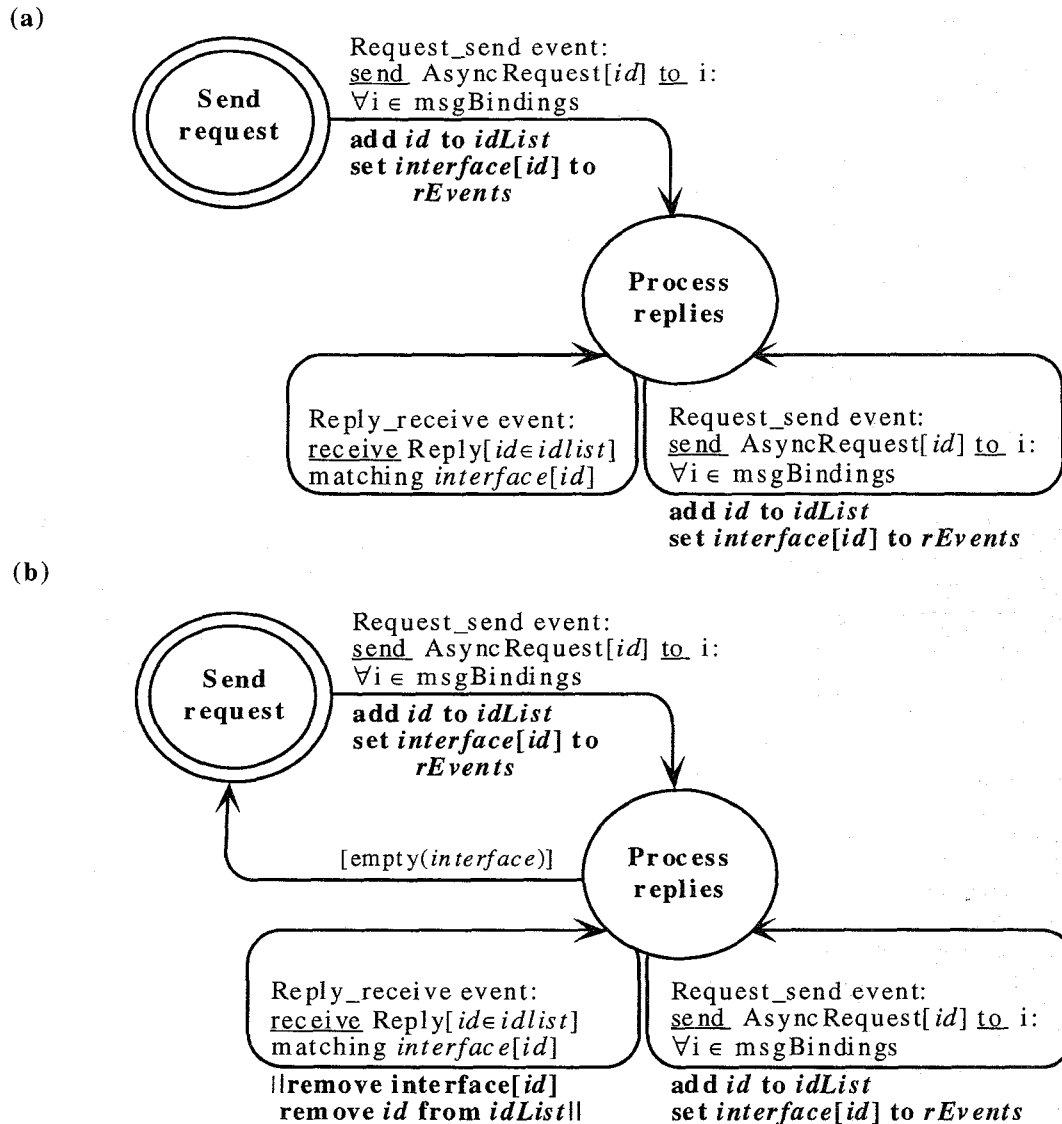 (a)
Send
request
Request_send event:
send AsyncRequest[id] to i:
∀i ∈ msgBindings
add id to idList
set interface[id] to
rEvents
Process
replies
Reply_receive event:
receive Reply[id∈idlist]
matching interface[id]
Request_send event:
send AsyncRequest[id] to i:
∀i ∈ msgBindings
add id to idList
set interface[id] to rEvents
(b)
Send
request
Request_send event:
send AsyncRequest[id] to i:
∀i ∈ msgBindings
add id to idList
set interface[id] to
rEvents
[empty(interface)]
Process
replies
Reply_receive event:
receive Reply[id∈idlist]
matching interface[id]
||remove interface[id]
remove id from idList||
Request_send event:
send AsyncRequest[id] to i:
∀i ∈ msgBindings
add id to idList
set interface[id] to rEvents